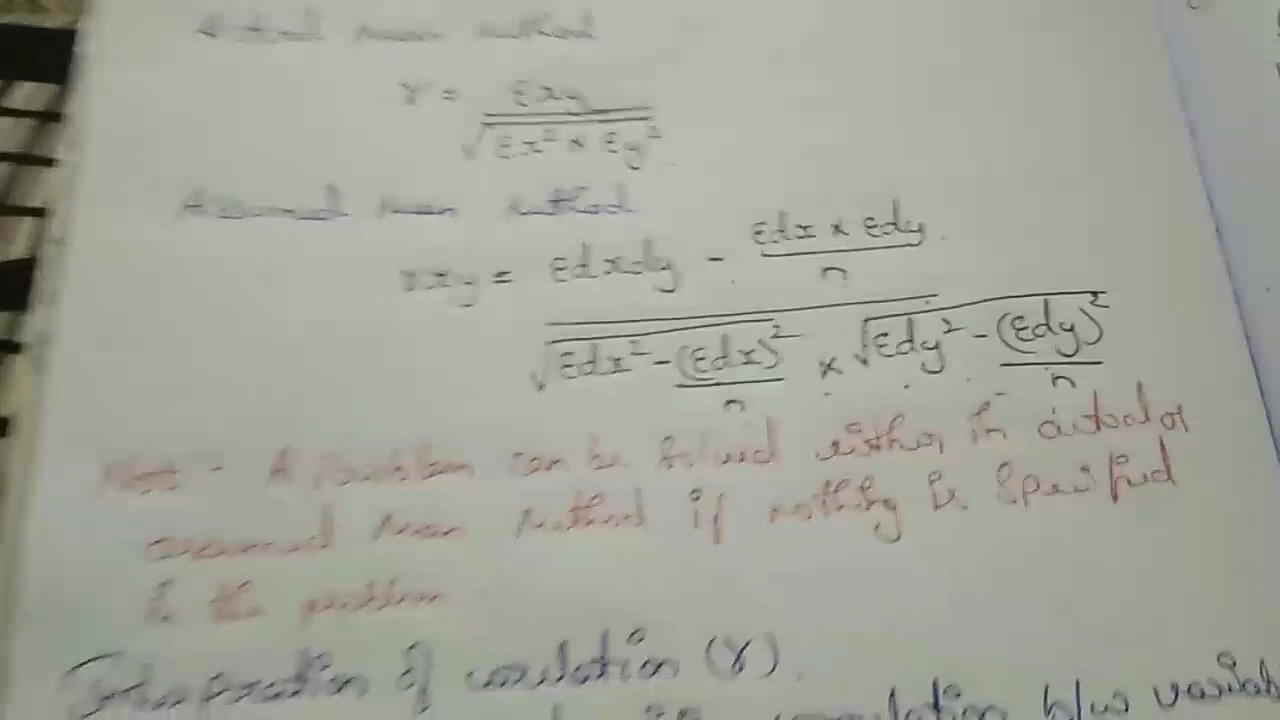 Actual mean method
r = Σxy
√Σx² × Σy²
Assumed mean method
rxy = Σdxdy - Σdx × Σdy
n
√Σdx² - (Σdx)² × √Σdy² - (Σdy)²
n n
Note - A problem can be solved either in actual or
assumed mean method if nothing is specified
in the problem
of correlation (r).
correlation b/w